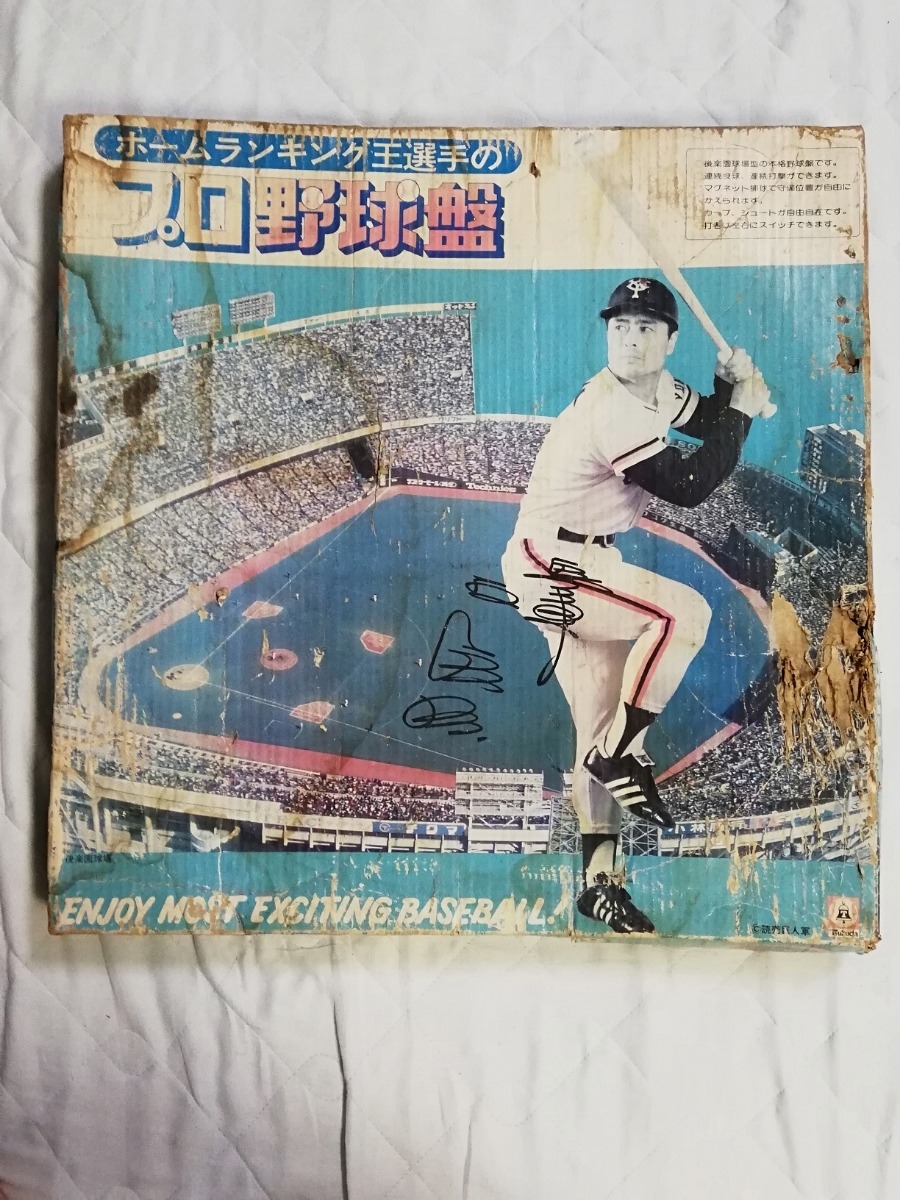 ホームランキング王選手の
プロ野球盤
後楽園球場型の本格野球盤です。
連続投球、連続打撃ができます。
マグネット捕球で守備位置が自由に
かえられます。
カーブ、シュートが自由自在です。
打者は左右にスイッチできます。
YG
Technics
後楽園球場
ENJOY MOST EXCITING BASEBALL!
©読売巨人軍
Tsukuda